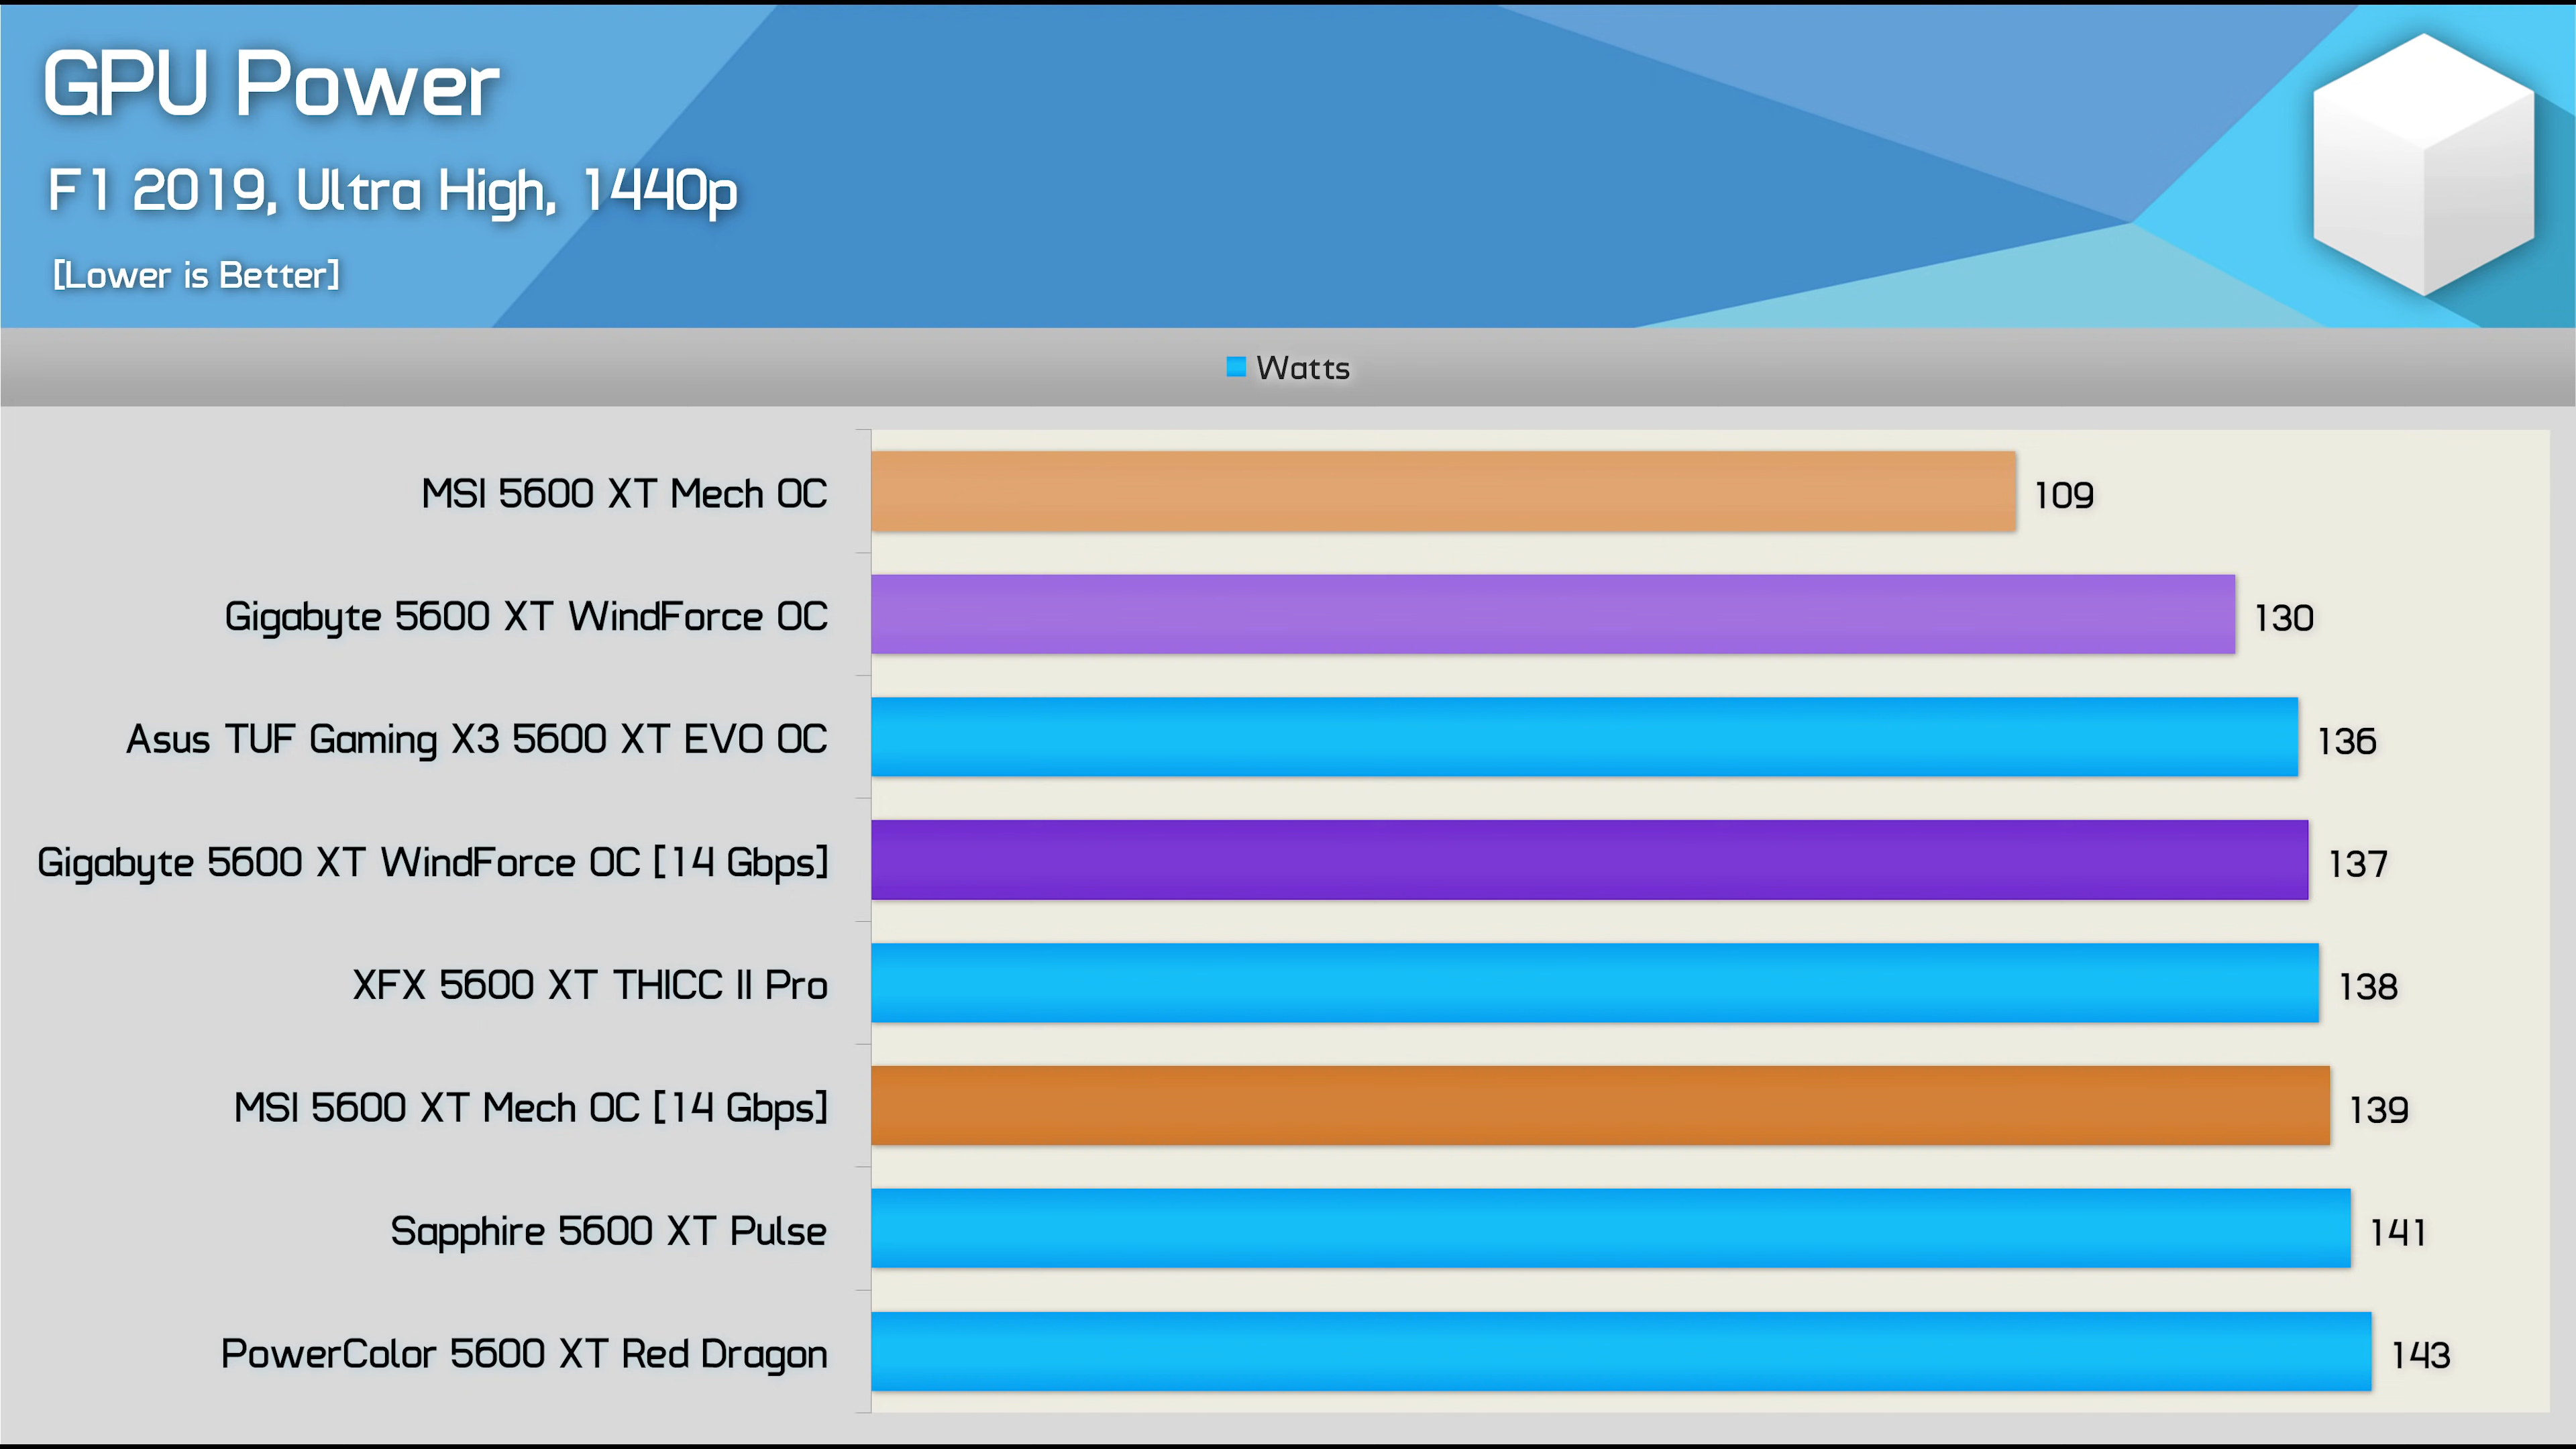 GPU Power
F1 2019, Ultra High, 1440p
[Lower is Better]
Watts
MSI 5600 XT Mech OC 109
Gigabyte 5600 XT WindForce OC 130
Asus TUF Gaming X3 5600 XT EVO OC 136
Gigabyte 5600 XT WindForce OC [14 Gbps] 137
XFX 5600 XT THICC II Pro 138
MSI 5600 XT Mech OC [14 Gbps] 139
Sapphire 5600 XT Pulse 141
PowerColor 5600 XT Red Dragon 143